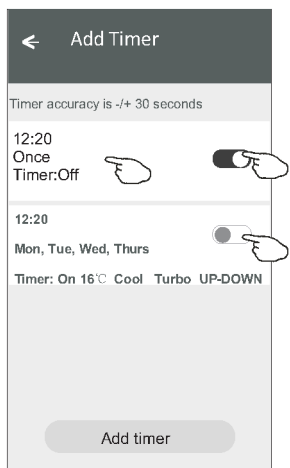 Add Timer
Timer accuracy is -/+ 30 seconds
12:20
Once
Timer:Off
12:20
Mon, Tue, Wed, Thurs
Timer: On 16℃ Cool Turbo UP-DOWN
Add timer